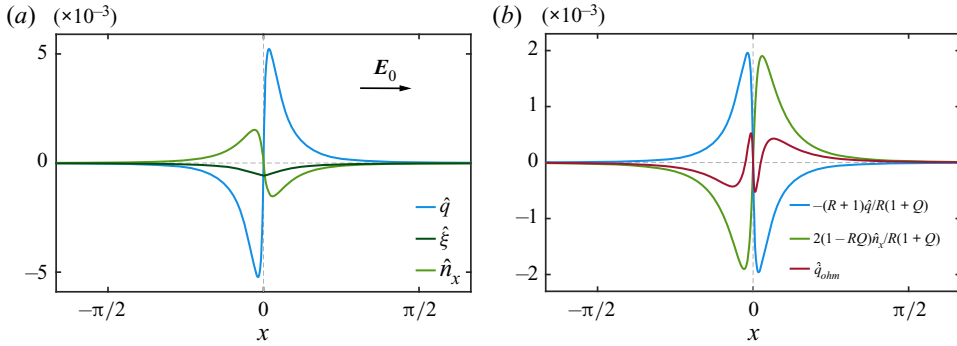 (a) (×10⁻³)
5
0
−5
−π/2 0 π/2
x
E₀
q̂
ξ̂
n̂ₓ
(b) (×10⁻³)
2
1
0
−1
−2
−π/2 0 π/2
x
−(R + 1)q̂/R(1 + Q)
2(1 − RQ)n̂ₓ/R(1 + Q)
q̂̇ₒₕₘ